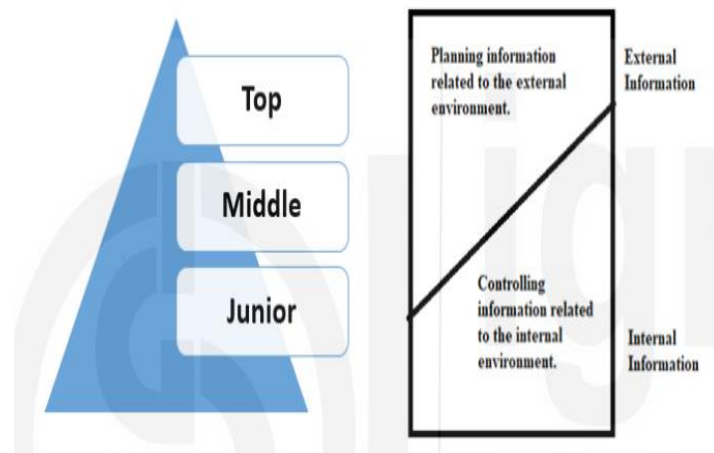 Top
Middle
Junior
Planning information
related to the external
environment.
External
Information
Controlling
information related
to the internal
environment.
Internal
Information